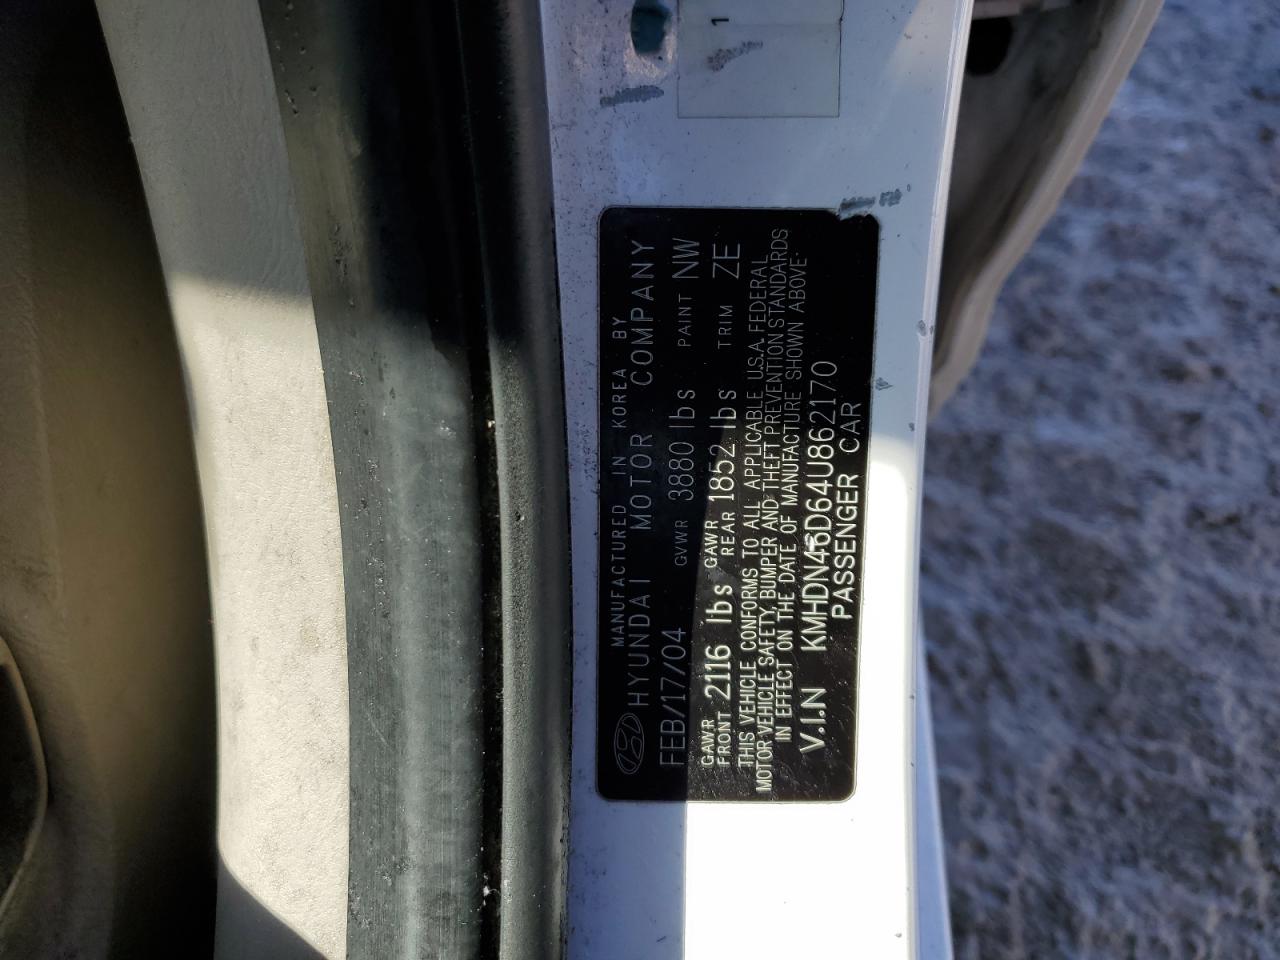 1
MANUFACTURED IN KOREA BY
HYUNDAI MOTOR COMPANY
FEB/17/04 GVWR 3880 lbs PAINT NW
GAWR FRONT 2116 lbs GAWR REAR 1852 lbs TRIM ZE
THIS VEHICLE CONFORMS TO ALL APPLICABLE U.S.A. FEDERAL
MOTOR VEHICLE SAFETY, BUMPER AND THEFT PREVENTION STANDARDS
IN EFFECT ON THE DATE OF MANUFACTURE SHOWN ABOVE.
V.I.N KMHDN46D64U862170
PASSENGER CAR